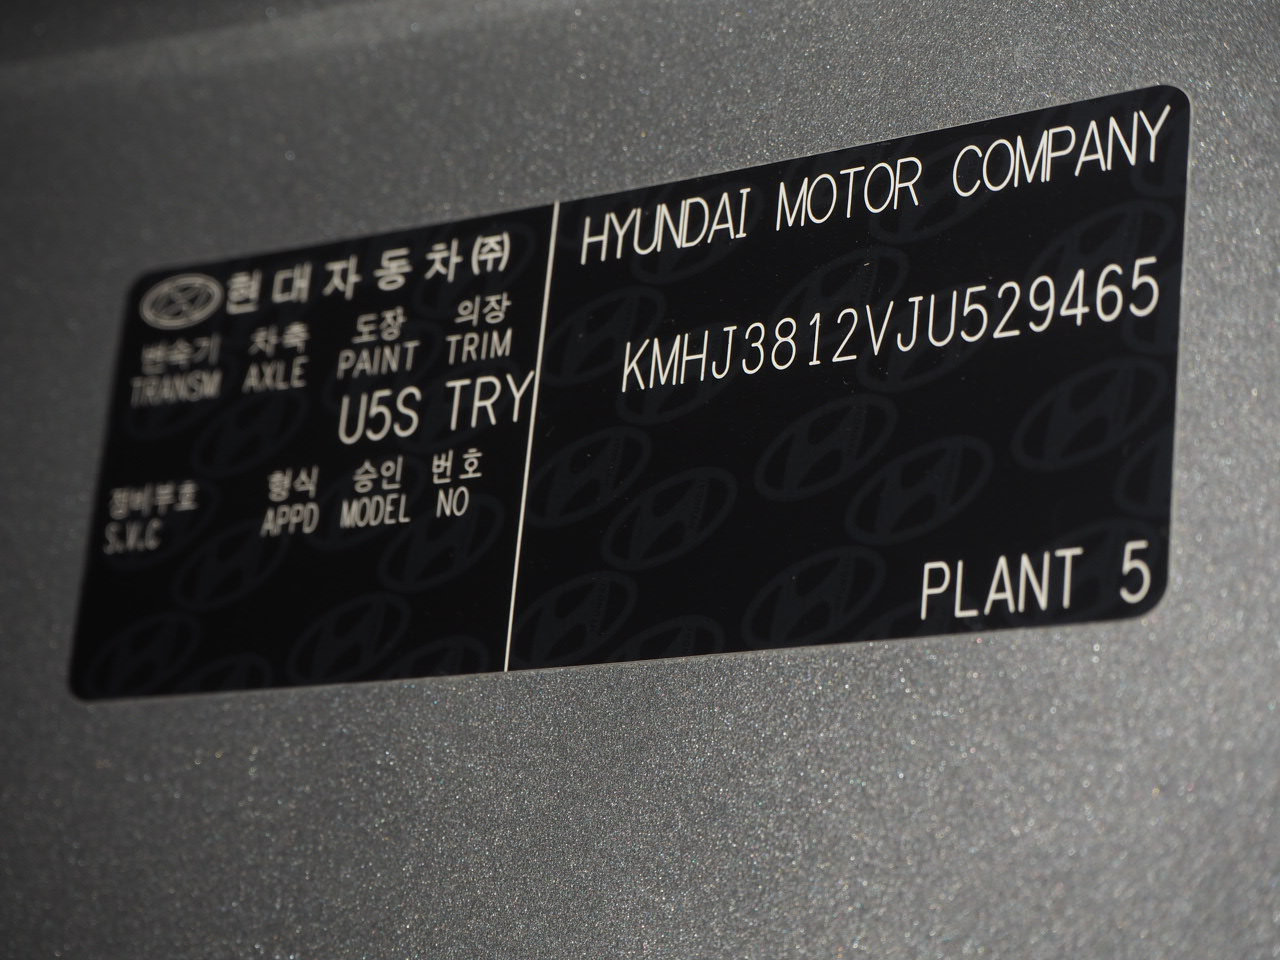 현대자동차㈜
변속기 차축 도장 의장
TRANSM AXLE PAINT TRIM
U5S TRY
정비부호 형식 승인 번호
S.V.C APPD MODEL NO
HYUNDAI MOTOR COMPANY
KMHJ3812VJU529465
PLANT 5